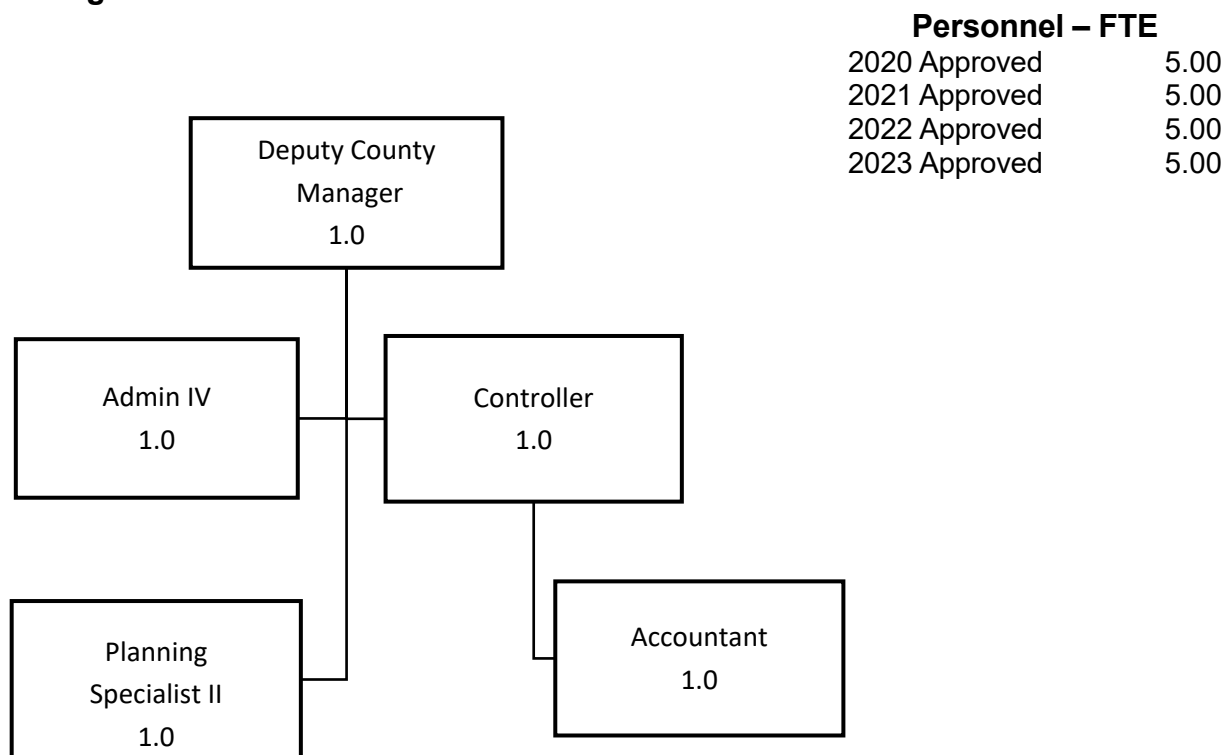 Personnel – FTE
2020 Approved 5.00
2021 Approved 5.00
2022 Approved 5.00
2023 Approved 5.00
Deputy County
Manager
1.0
Admin IV
1.0
Controller
1.0
Planning
Specialist II
1.0
Accountant
1.0